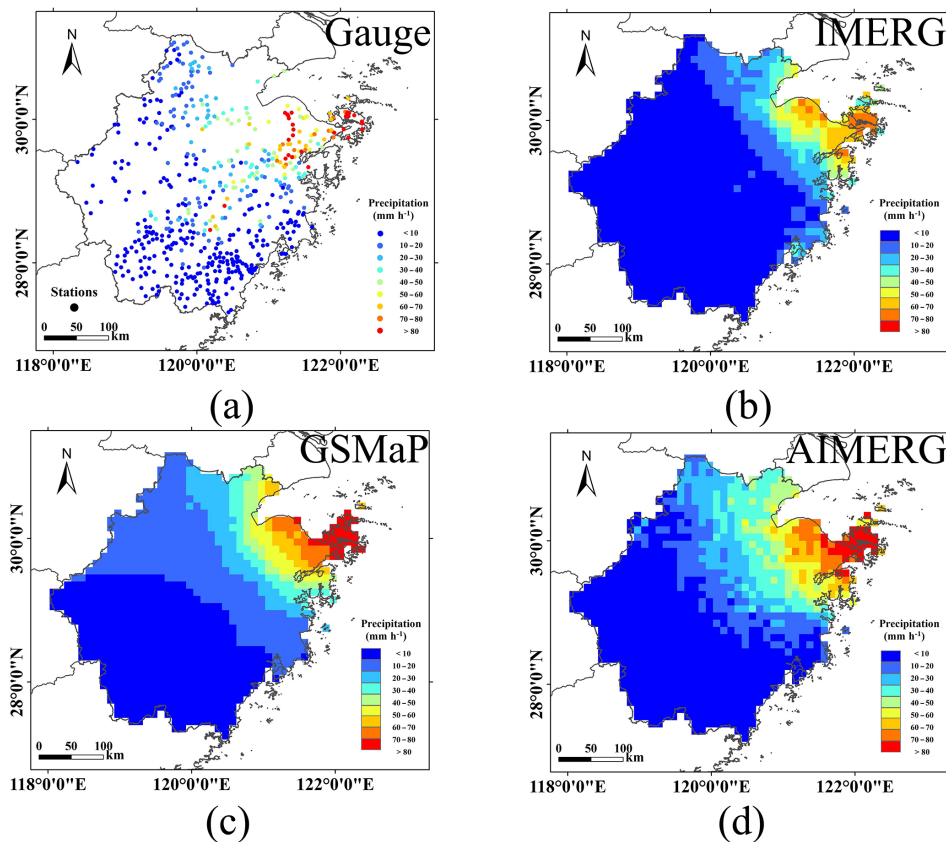 Gauge
N
30°0'0"N
28°0'0"N
Precipitation
(mm h⁻¹)
< 10
10 – 20
20 – 30
30 – 40
40 – 50
50 – 60
60 – 70
70 – 80
> 80
Stations
0 50 100
km
118°0'0"E 120°0'0"E 122°0'0"E
(a)
IMERG
N
30°0'0"N
28°0'0"N
Precipitation
(mm h⁻¹)
< 10
10 – 20
20 – 30
30 – 40
40 – 50
50 – 60
60 – 70
70 – 80
> 80
0 50 100
km
118°0'0"E 120°0'0"E 122°0'0"E
(b)
GSMaP
N
30°0'0"N
28°0'0"N
Precipitation
(mm h⁻¹)
< 10
10 – 20
20 – 30
30 – 40
40 – 50
50 – 60
60 – 70
70 – 80
> 80
0 50 100
km
118°0'0"E 120°0'0"E 122°0'0"E
(c)
AIMERG
N
30°0'0"N
28°0'0"N
Precipitation
(mm h⁻¹)
< 10
10 – 20
20 – 30
30 – 40
40 – 50
50 – 60
60 – 70
70 – 80
> 80
0 50 100
km
118°0'0"E 120°0'0"E 122°0'0"E
(d)